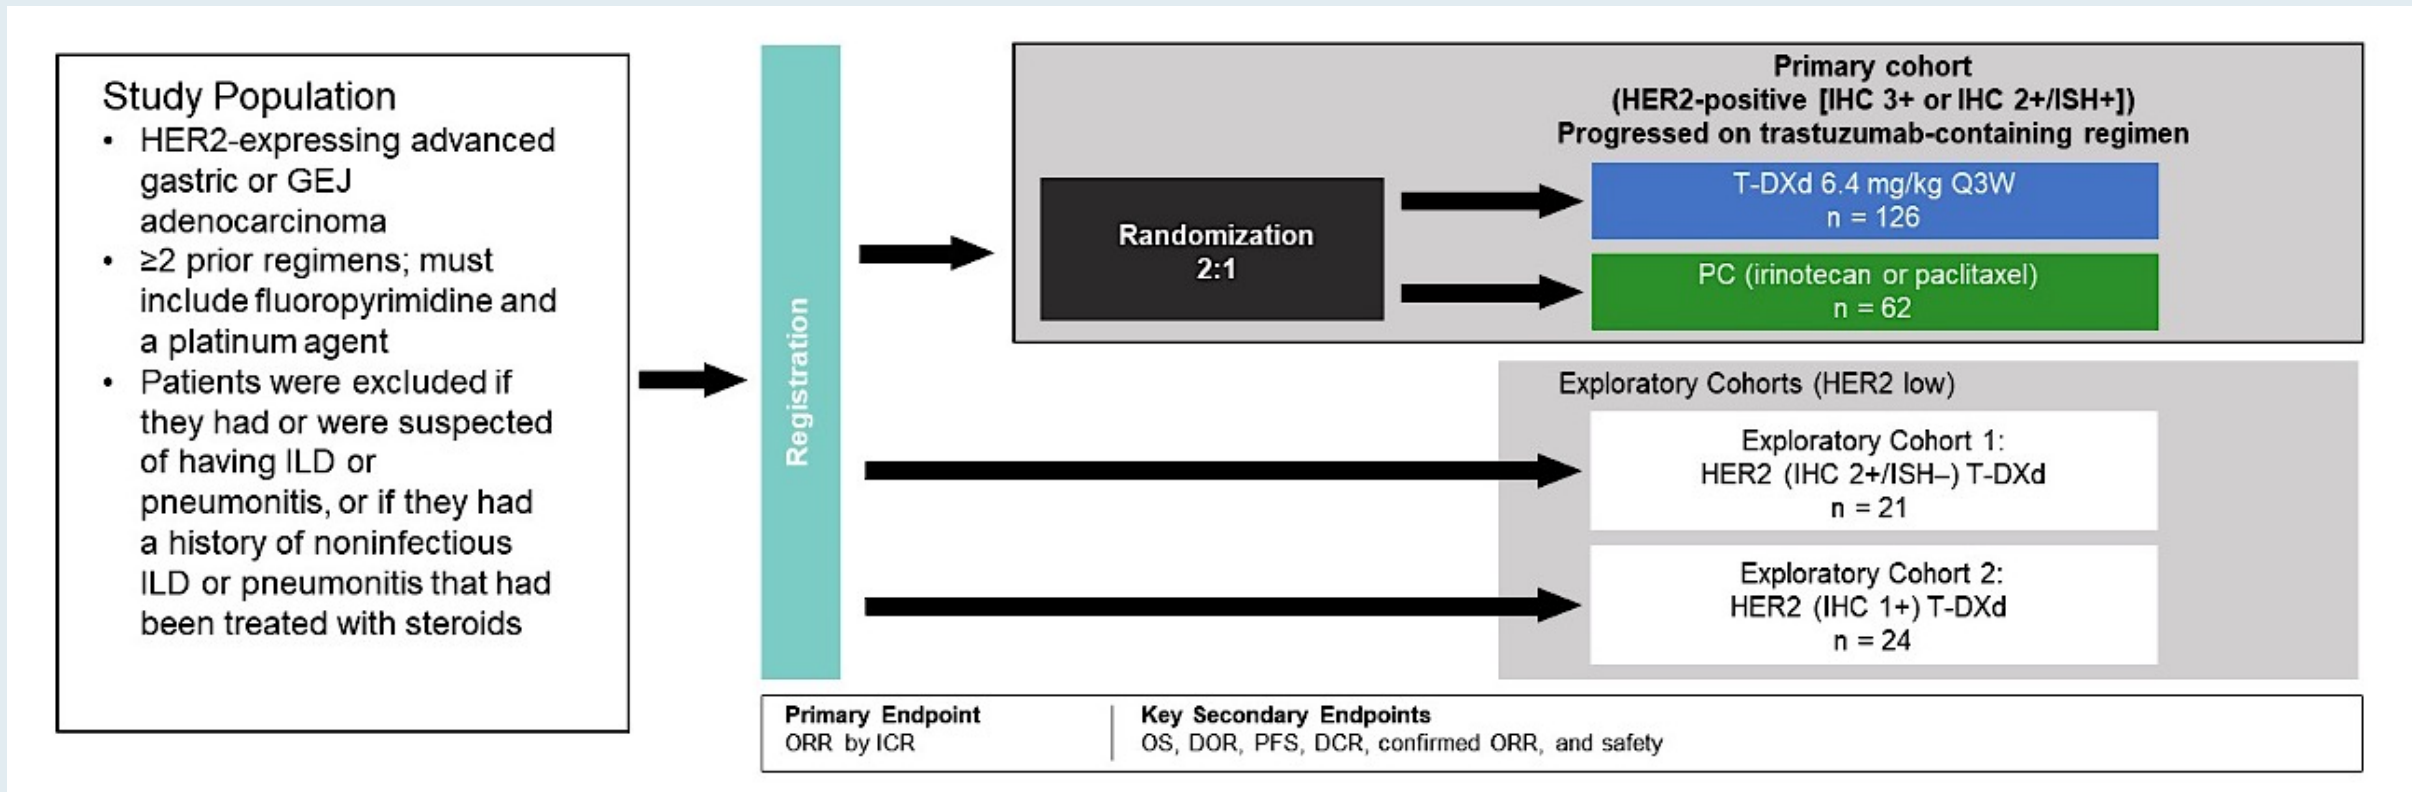 Study Population
• HER2-expressing advanced
gastric or GEJ
adenocarcinoma
• ≥2 prior regimens; must
include fluoropyrimidine and
a platinum agent
• Patients were excluded if
they had or were suspected
of having ILD or
pneumonitis, or if they had
a history of noninfectious
ILD or pneumonitis that had
been treated with steroids
Registration
Primary cohort
(HER2-positive [IHC 3+ or IHC 2+/ISH+])
Progressed on trastuzumab-containing regimen
Randomization
2:1
T-DXd 6.4 mg/kg Q3W
n = 126
PC (irinotecan or paclitaxel)
n = 62
Exploratory Cohorts (HER2 low)
Exploratory Cohort 1:
HER2 (IHC 2+/ISH–) T-DXd
n = 21
Exploratory Cohort 2:
HER2 (IHC 1+) T-DXd
n = 24
Primary Endpoint
ORR by ICR
Key Secondary Endpoints
OS, DOR, PFS, DCR, confirmed ORR, and safety